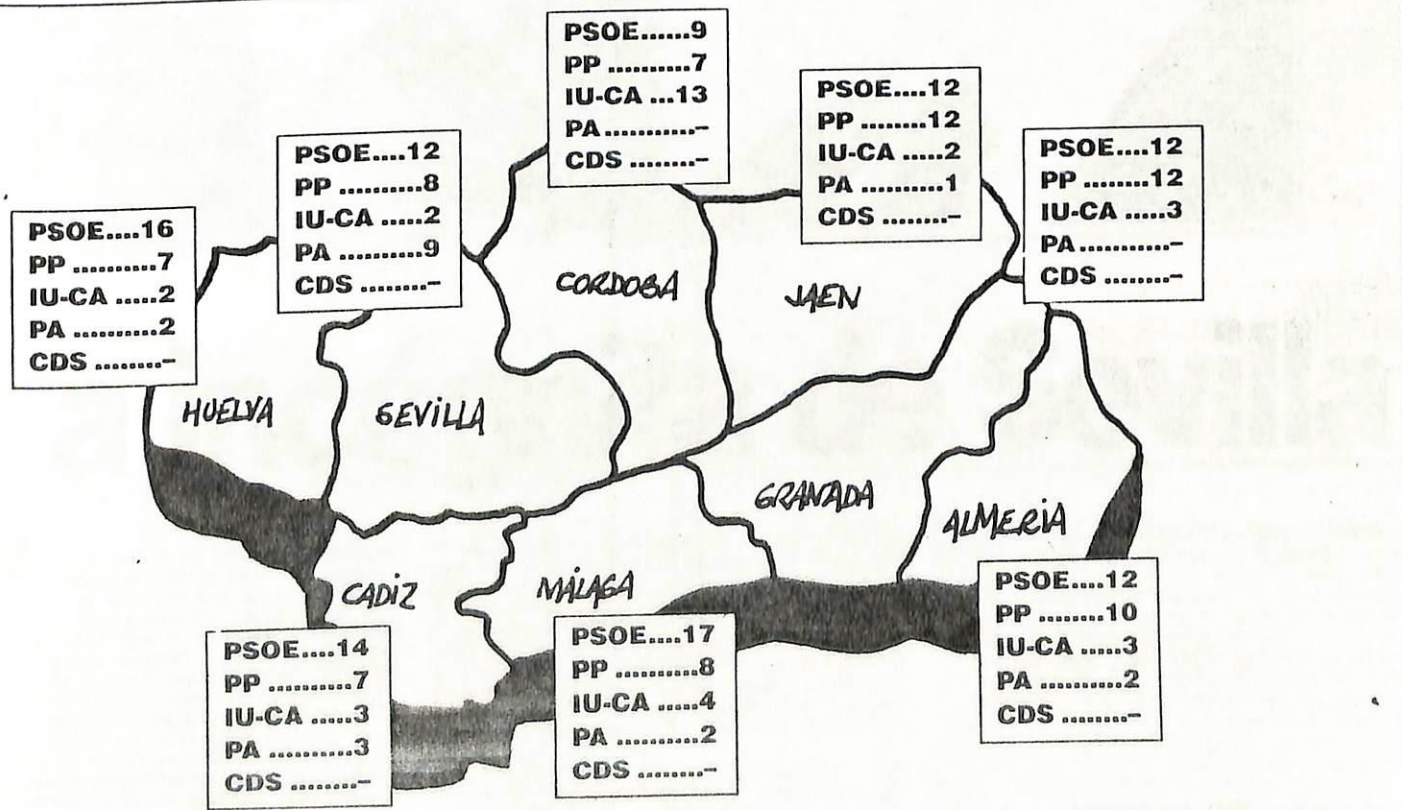 PSOE......9
PP ..........7
IU-CA ...13
PA...........–
CDS ........–
PSOE....12
PP ........12
IU-CA .....2
PA ..........1
CDS ........–
PSOE....12
PP ..........8
IU-CA .....2
PA ..........9
CDS ........–
PSOE....12
PP ........12
IU-CA .....3
PA...........–
CDS ........–
PSOE....16
PP ..........7
IU-CA .....2
PA ..........2
CDS ........–
CORDOBA
JAEN
HUELVA
SEVILLA
GRANADA
ALMERIA
CADIZ
MÁLAGA
PSOE....12
PP ........10
IU-CA .....3
PA ..........2
CDS ........–
PSOE....14
PP ..........7
IU-CA .....3
PA ..........3
CDS ........–
PSOE....17
PP ..........8
IU-CA .....4
PA ..........2
CDS ........–